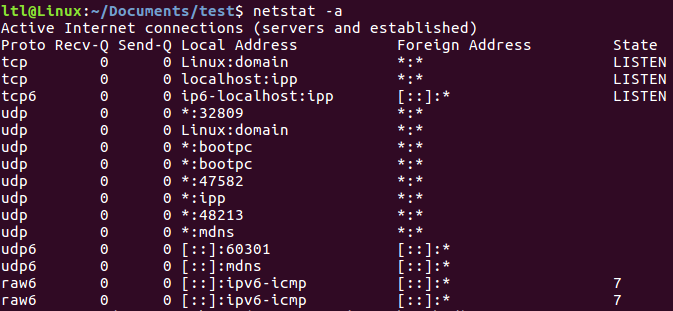 ltl@Linux:~/Documents/test$ netstat -a
Active Internet connections (servers and established)
Proto Recv-Q Send-Q Local Address           Foreign Address         State
tcp        0      0 Linux:domain            *:*                     LISTEN
tcp        0      0 localhost:ipp           *:*                     LISTEN
tcp6       0      0 ip6-localhost:ipp       [::]:*                  LISTEN
udp        0      0 *:32809                 *:*
udp        0      0 Linux:domain            *:*
udp        0      0 *:bootpc                *:*
udp        0      0 *:bootpc                *:*
udp        0      0 *:47582                 *:*
udp        0      0 *:ipp                   *:*
udp        0      0 *:48213                 *:*
udp        0      0 *:mdns                  *:*
udp6       0      0 [::]:60301              [::]:*
udp6       0      0 [::]:mdns               [::]:*
raw6       0      0 [::]:ipv6-icmp          [::]:*                  7
raw6       0      0 [::]:ipv6-icmp          [::]:*                  7